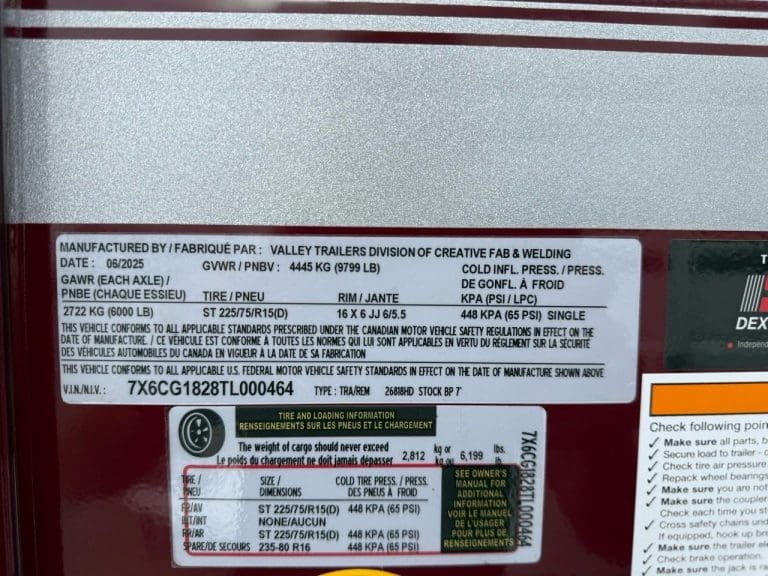 MANUFACTURED BY / FABRIQUÉ PAR : VALLEY TRAILERS DIVISION OF CREATIVE FAB & WELDING
DATE : 06/2025 GVWR / PNBV : 4445 KG (9799 LB) COLD INFL. PRESS. / PRESS.
GAWR (EACH AXLE) / DE GONFL. À FROID
PNBE (CHAQUE ESSIEU) TIRE / PNEU RIM / JANTE KPA (PSI / LPC)
2722 KG (6000 LB) ST 225/75/R15(D) 16 X 6 JJ 6/5.5 448 KPA (65 PSI) SINGLE
THIS VEHICLE CONFORMS TO ALL APPLICABLE STANDARDS PRESCRIBED UNDER THE CANADIAN MOTOR VEHICLE SAFETY REGULATIONS IN EFFECT ON THE
DATE OF MANUFACTURE. / CE VÉHICULE EST CONFORME À TOUTES LES NORMES QUI LUI SONT APPLICABLES EN VERTU DU RÈGLEMENT SUR LA SÉCURITÉ
DES VÉHICULES AUTOMOBILES DU CANADA EN VIGUEUR À LA DATE DE SA FABRICATION
THIS VEHICLE CONFORMS TO ALL APPLICABLE U.S. FEDERAL MOTOR VEHICLE SAFETY STANDARDS IN EFFECT ON THE DATE OF MANUFACTURE SHOWN ABOVE
V.I.N./N.I.V. : 7X6CG1828TL000464 TYPE : TRA/REM 26818HD STOCK BP 7'
TIRE AND LOADING INFORMATION
RENSEIGNEMENTS SUR LES PNEUS ET LE CHARGEMENT
The weight of cargo should never exceed kg or lbs.
Le poids du chargement ne doit jamais dépasser 2,812 kg ou 6,199 lb.
TIRE / SIZE / COLD TIRE PRESS.
PNEU DIMENSIONS DES PNEUS À FROID
FR/AV ST 225/75/R15(D) 448 KPA (65 PSI)
INT/INT NONE/AUCUN
RR/AR ST 225/75/R15(D) 448 KPA (65 PSI)
SPARE/DE SECOURS 235-80 R16 448 KPA (65 PSI)
SEE OWNER'S
MANUAL FOR
ADDITIONAL
INFORMATION
VOIR LE MANUEL
DE L'USAGER
POUR PLUS DE
RENSEIGNEMENTS
7X6CG1828TL000464
T
DEX
Independ
Check following poin
✓ Make sure all parts, b
✓ Secure load to trailer - d
✓ Check tire air pressure
✓ Repack wheel bearings
✓ Make sure you are not
✓ Make sure the coupler
Check each time you st
✓ Cross safety chains und
If equipped, hook up br
✓ Make sure the trailer el
✓ Check brake operation.
✓ Make sure the jack is ra